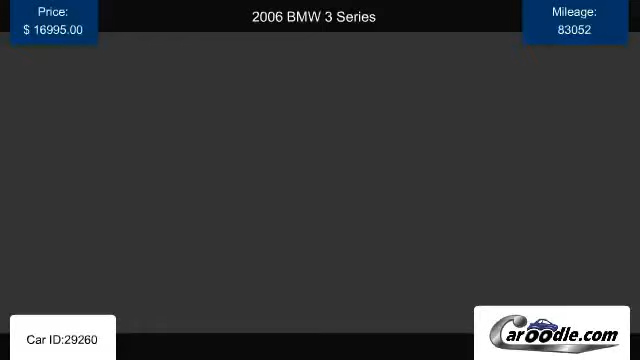 Price:
$ 16995.00
2006 BMW 3 Series
Mileage:
83052
Car ID:29260
Caroodle.com